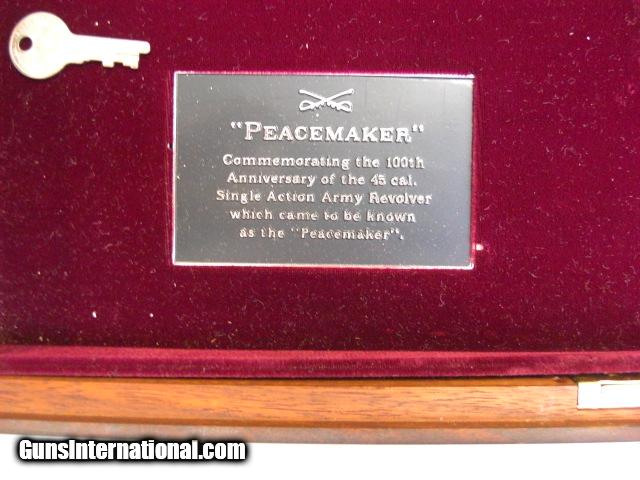 "PEACEMAKER"
Commemorating the 100th
Anniversary of the 45 cal.
Single Action Army Revolver
which came to be known
as the "Peacemaker".
GunsInternational.com